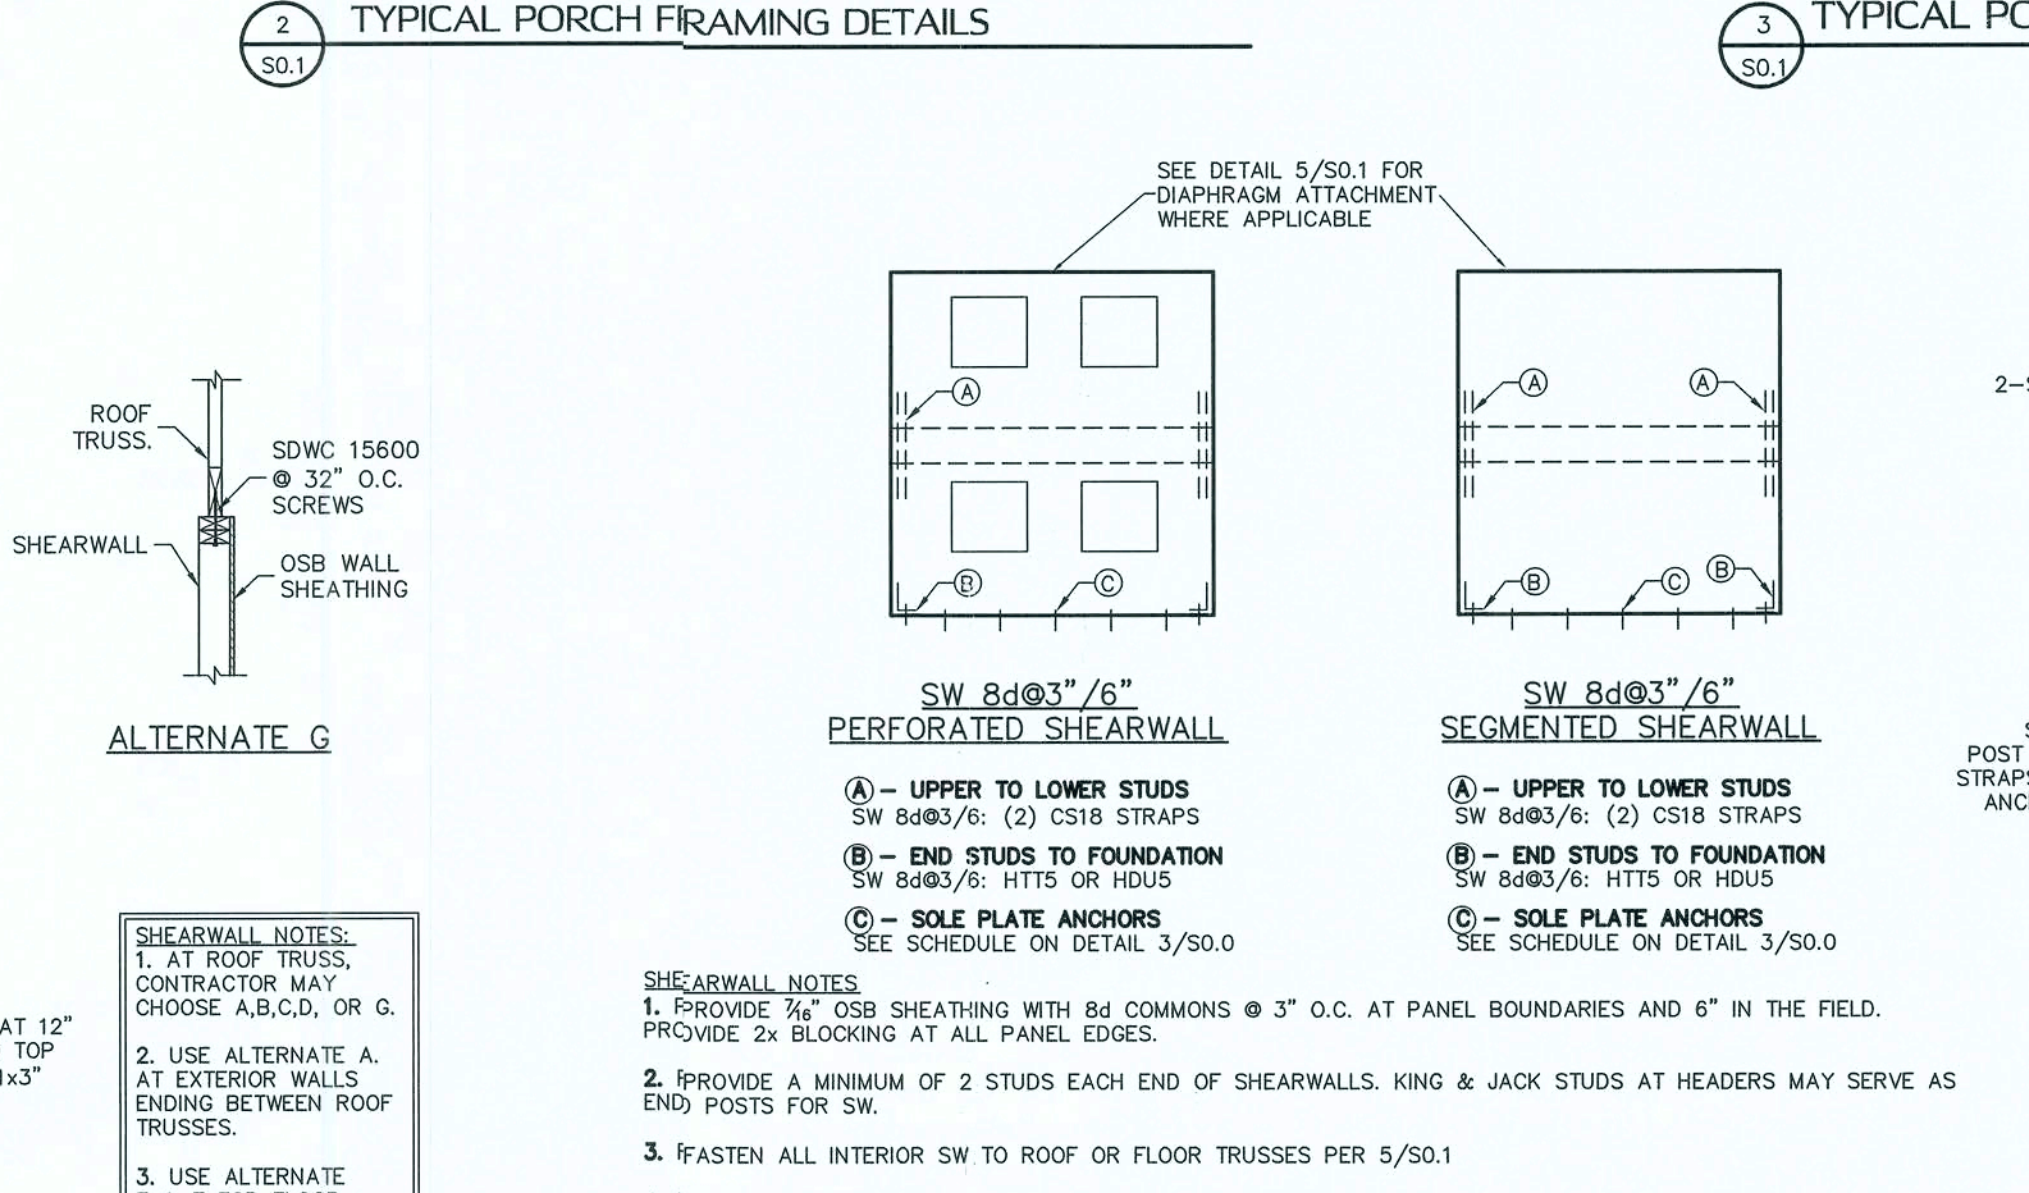 2
S0.1
TYPICAL PORCH FRAMING DETAILS
3
S0.1
TYPICAL
SEE DETAIL 5/S0.1 FOR
DIAPHRAGM ATTACHMENT
WHERE APPLICABLE
ROOF
TRUSS.
SDWC 15600
@ 32" O.C.
SCREWS
SHEARWALL
OSB WALL
SHEATHING
ALTERNATE G
A
B
C
SW 8d@3"/6"
PERFORATED SHEARWALL
A – UPPER TO LOWER STUDS
SW 8d@3/6: (2) CS18 STRAPS
B – END STUDS TO FOUNDATION
SW 8d@3/6: HTT5 OR HDU5
C – SOLE PLATE ANCHORS
SEE SCHEDULE ON DETAIL 3/S0.0
A
A
B
C
B
SW 8d@3"/6"
SEGMENTED SHEARWALL
A – UPPER TO LOWER STUDS
SW 8d@3/6: (2) CS18 STRAPS
B – END STUDS TO FOUNDATION
SW 8d@3/6: HTT5 OR HDU5
C – SOLE PLATE ANCHORS
SEE SCHEDULE ON DETAIL 3/S0.0
POST
AT 12"
TOP
x3"
SHEARWALL NOTES:
1. AT ROOF TRUSS,
CONTRACTOR MAY
CHOOSE A,B,C,D, OR G.
2. USE ALTERNATE A.
AT EXTERIOR WALLS
ENDING BETWEEN ROOF
TRUSSES.
3. USE ALTERNATE
SHEARWALL NOTES
1. PROVIDE 7/16" OSB SHEATHING WITH 8d COMMONS @ 3" O.C. AT PANEL BOUNDARIES AND 6" IN THE FIELD.
PROVIDE 2x BLOCKING AT ALL PANEL EDGES.
2. PROVIDE A MINIMUM OF 2 STUDS EACH END OF SHEARWALLS. KING & JACK STUDS AT HEADERS MAY SERVE AS
END POSTS FOR SW.
3. FASTEN ALL INTERIOR SW TO ROOF OR FLOOR TRUSSES PER 5/S0.1